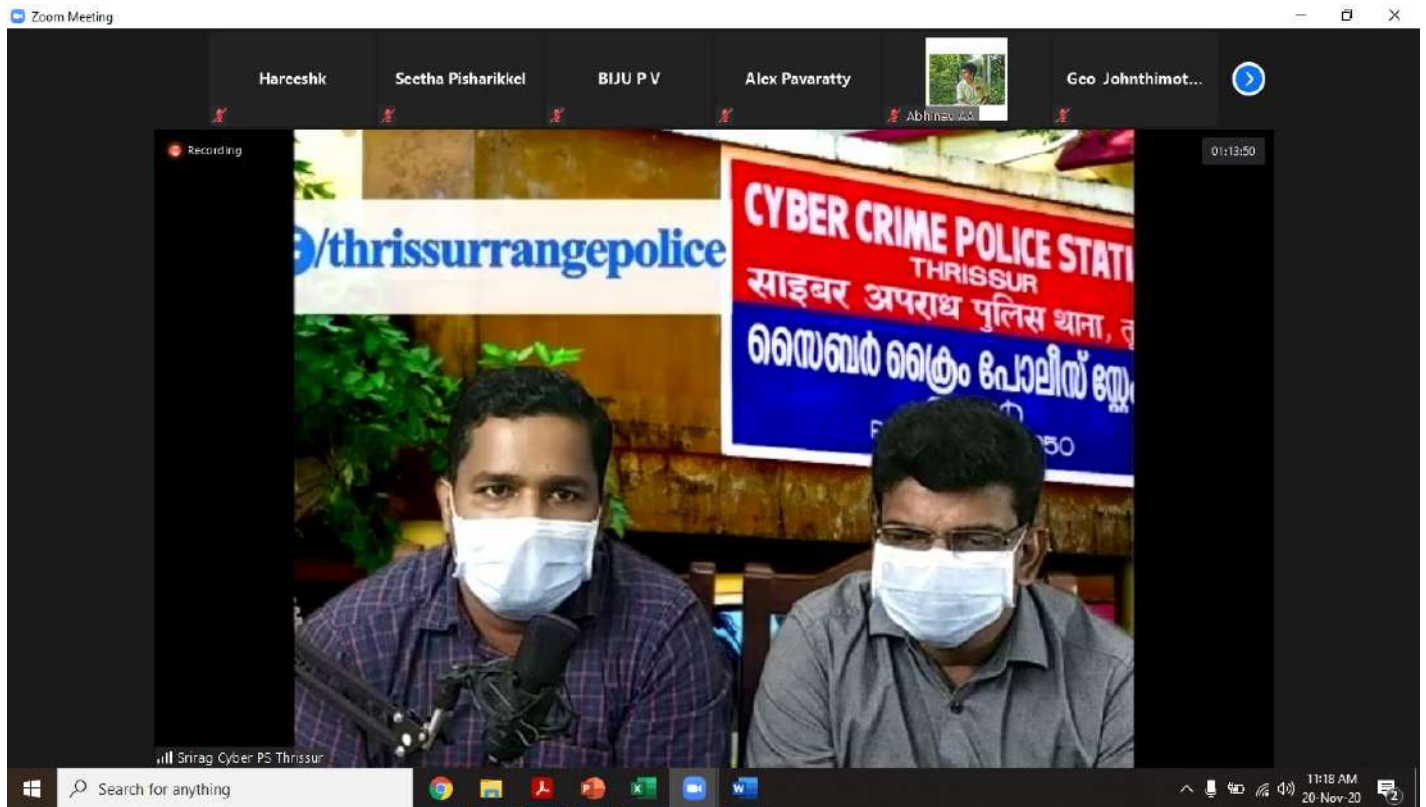 Zoom Meeting
Hareeshk
Seetha Pisharikkel
BIJU P V
Alex Pavaratty
Abhinav AA
Geo Johnthimot...
Recording
01:13:50
/thrissurrangepolice
CYBER CRIME POLICE STATI
THRISSUR
साइबर अपराध पुलिस थाना,
സൈബർ ക്രൈം പോലീസ്
50
Srirag Cyber PS Thrissur
Search for anything
11:18 AM
20-Nov-20
2